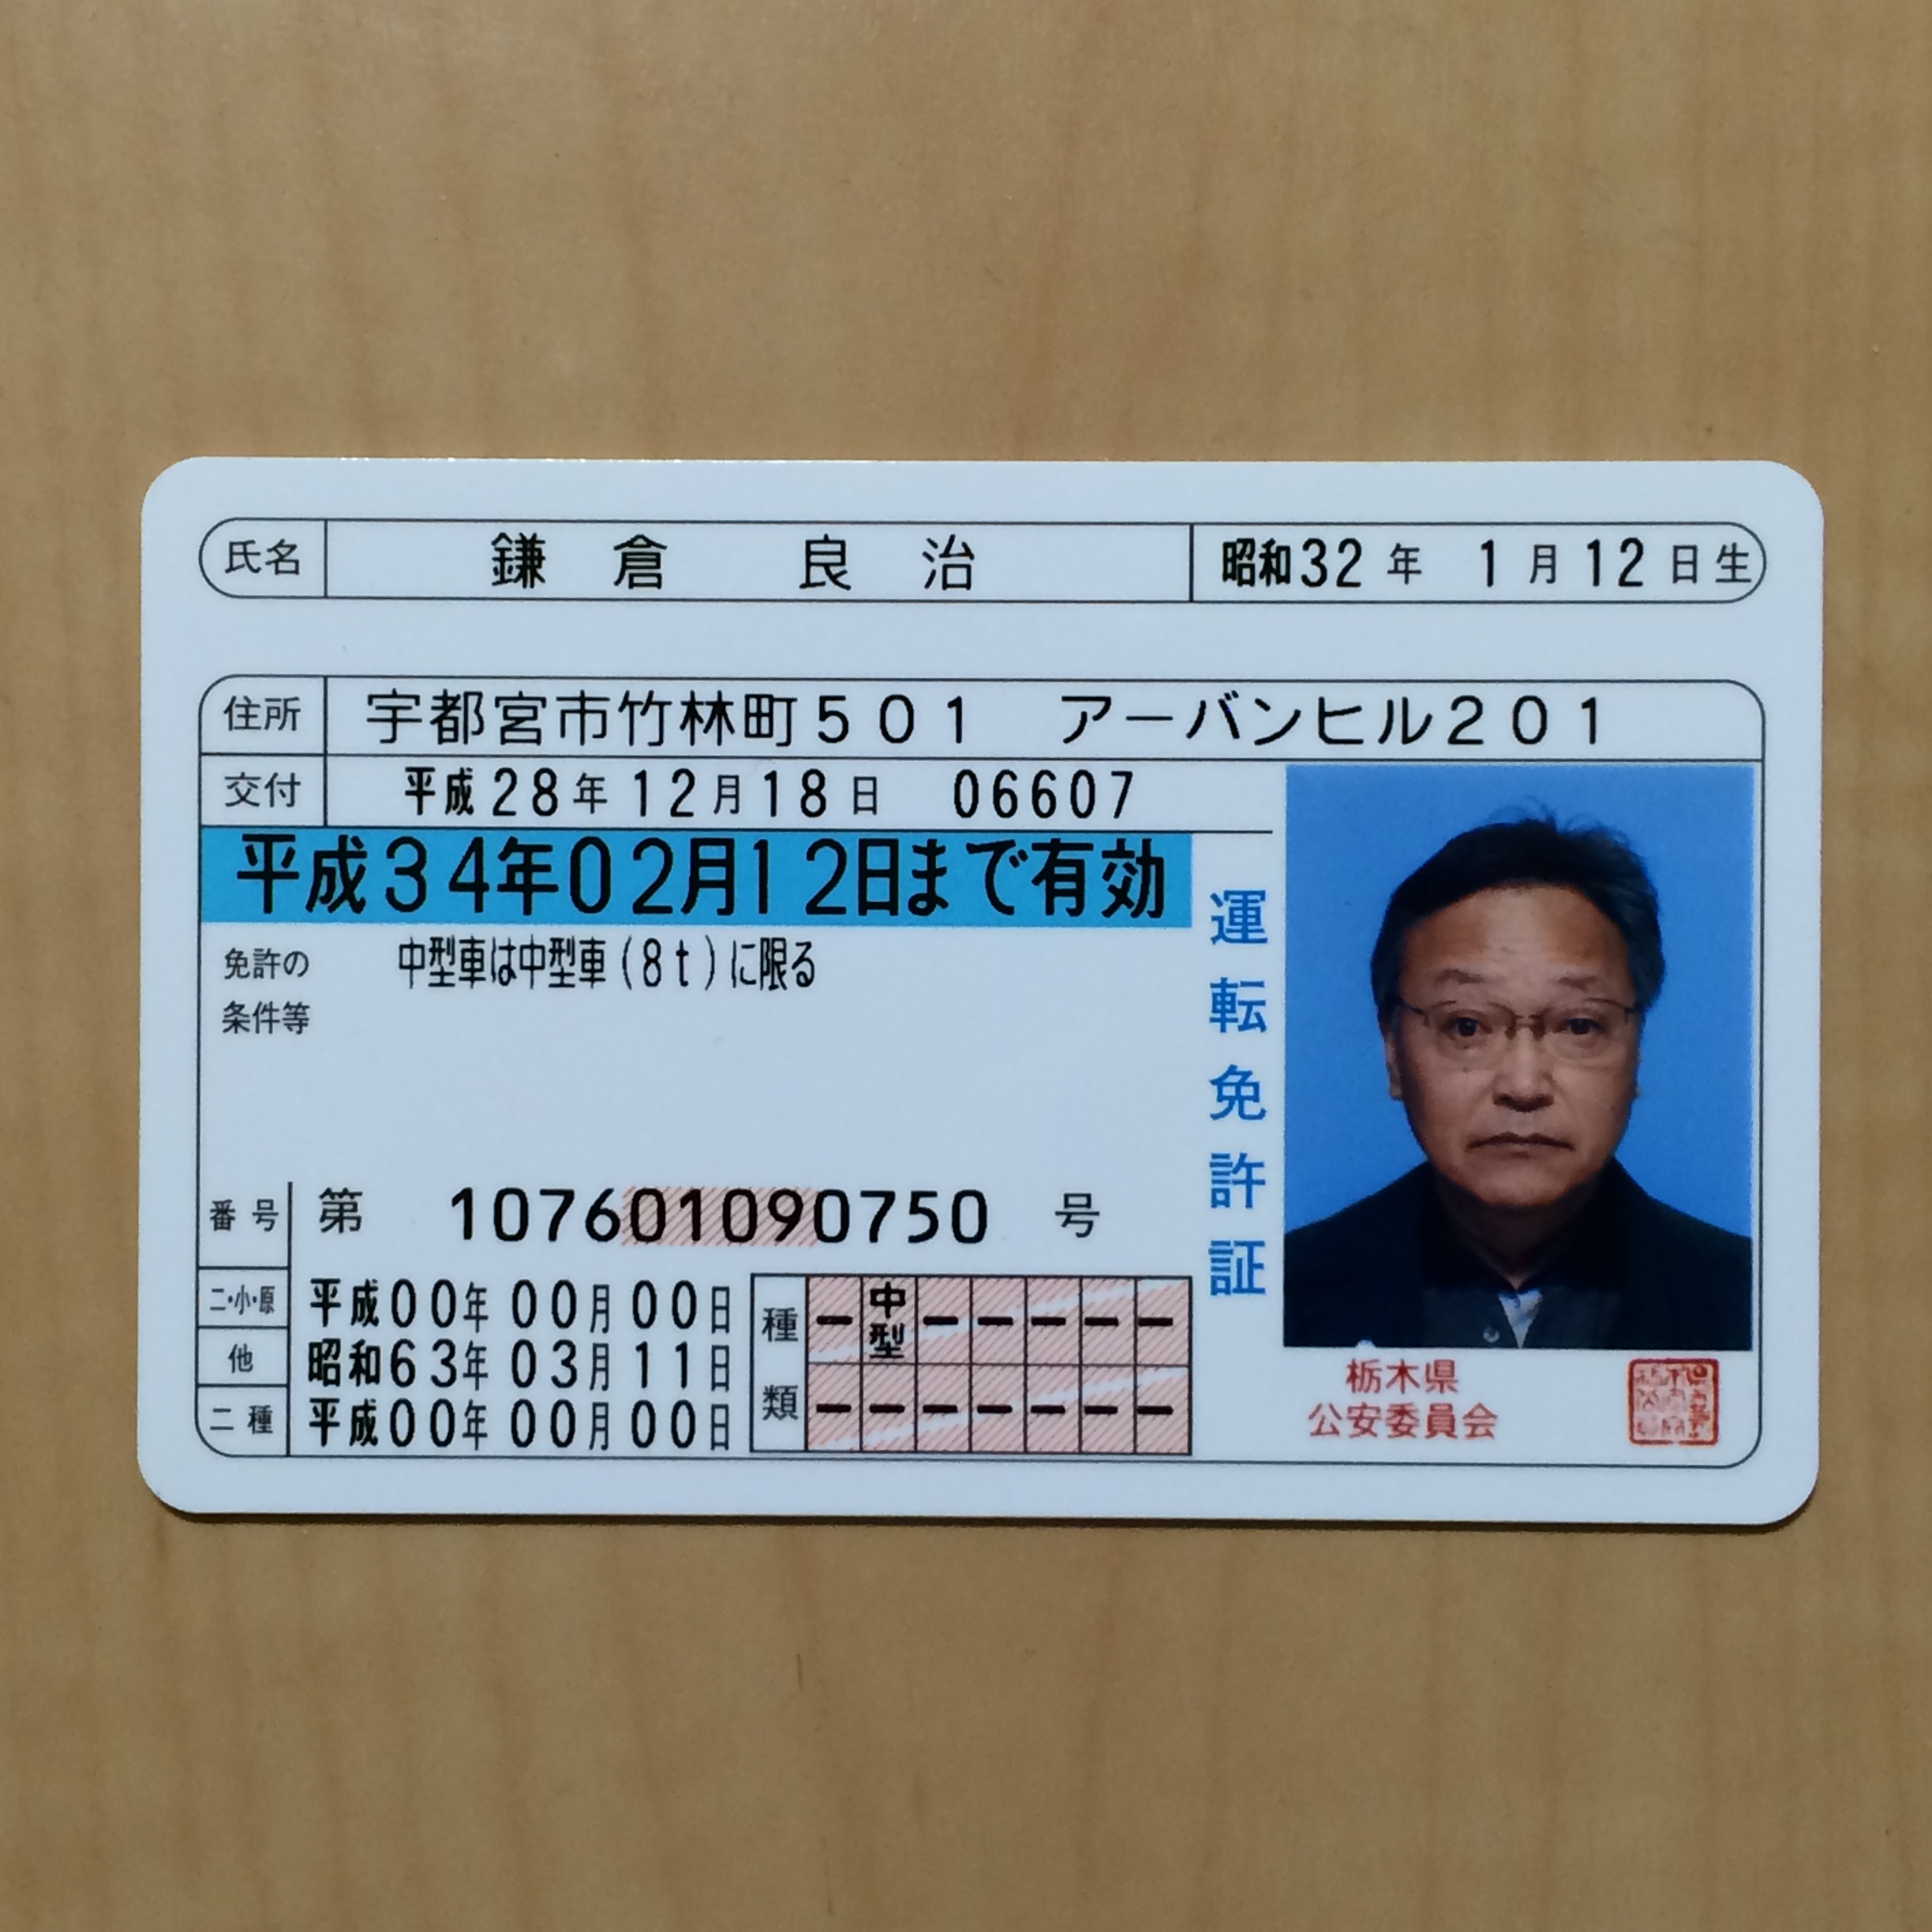 氏名 鎌倉 良治 昭和32年 1月12日生
住所 宇都宮市竹林町501 アーバンヒル201
交付 平成28年12月18日 06607
平成34年02月12日まで有効
免許の 中型車は中型車(8t)に限る
条件等
運転免許証
番号 第 107601090750 号
二・小・原 平成00年00月00日
他 昭和63年03月11日
二種 平成00年00月00日
種類 ー 中型 ー ー ー ー ー
ー ー ー ー ー ー ー
栃木県
公安委員会